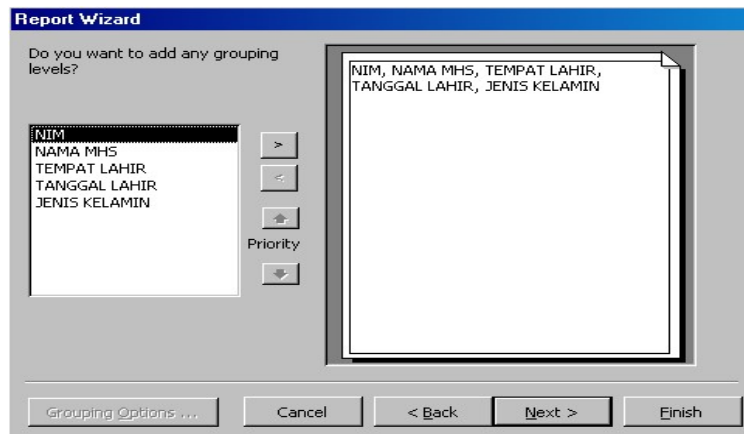 Report Wizard
Do you want to add any grouping
levels?
NIM
NAMA MHS
TEMPAT LAHIR
TANGGAL LAHIR
JENIS KELAMIN
>
<
Priority
NIM, NAMA MHS, TEMPAT LAHIR,
TANGGAL LAHIR, JENIS KELAMIN
Grouping Options ...
Cancel
< Back
Next >
Finish